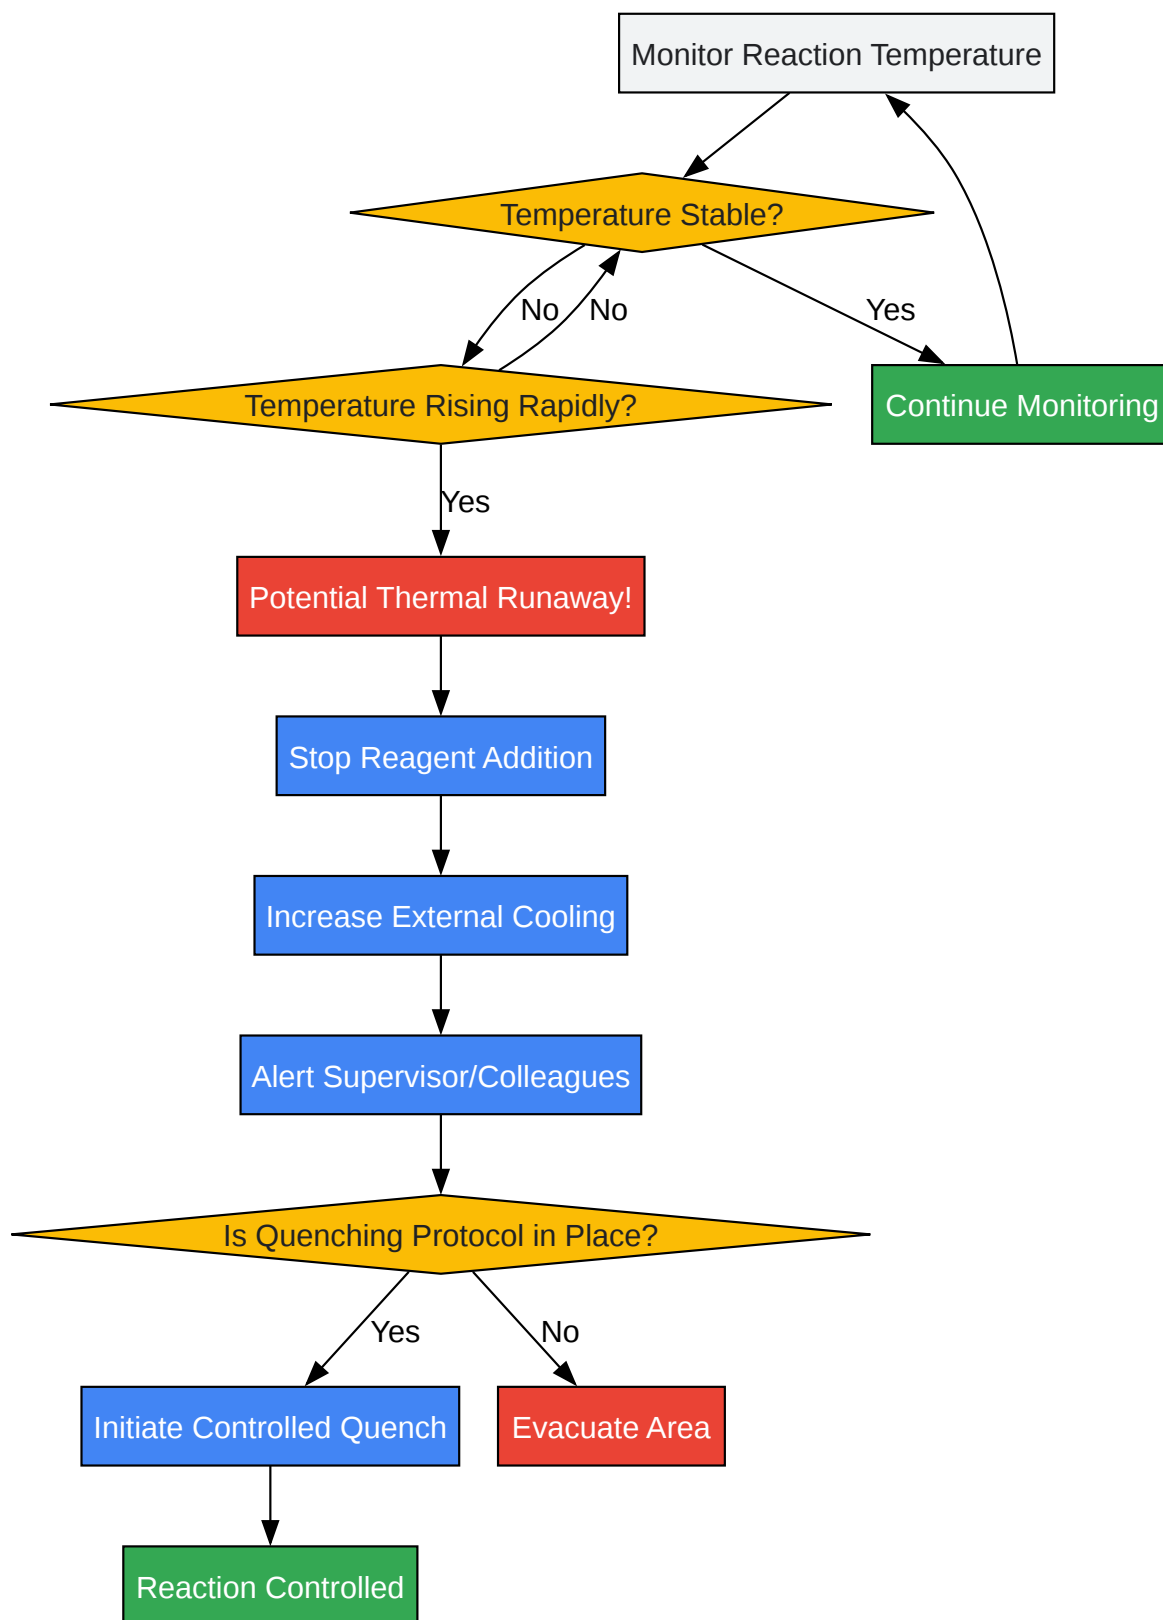 Monitor Reaction Temperature
Temperature Stable?
No
No
Yes
Temperature Rising Rapidly?
Continue Monitoring
Yes
Potential Thermal Runaway!
Stop Reagent Addition
Increase External Cooling
Alert Supervisor/Colleagues
Is Quenching Protocol in Place?
Yes
No
Initiate Controlled Quench
Evacuate Area
Reaction Controlled